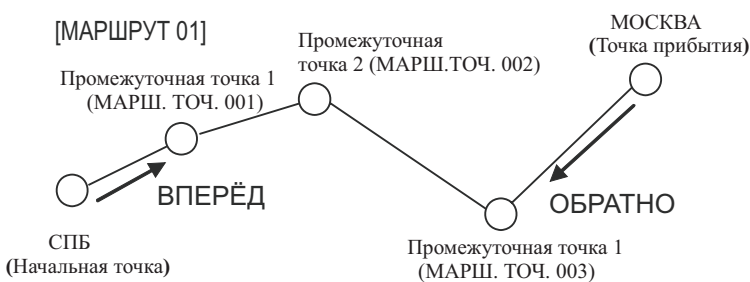 [МАРШРУТ 01]
МОСКВА
(Точка прибытия)
Промежуточная
точка 2 (МАРШ.ТОЧ. 002)
Промежуточная точка 1
(МАРШ. ТОЧ. 001)
ВПЕРЁД
ОБРАТНО
СПБ
(Начальная точка)
Промежуточная точка 1
(МАРШ. ТОЧ. 003)